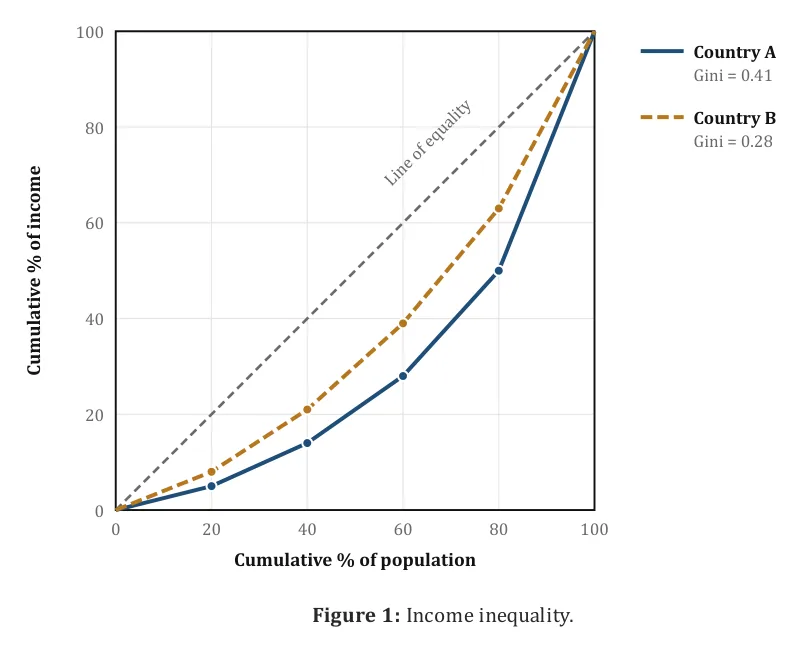 100
80
60
40
20
0
0 20 40 60 80 100
Cumulative % of income
Cumulative % of population
Line of equality
Country A
Gini = 0.41
Country B
Gini = 0.28
Figure 1: Income inequality.